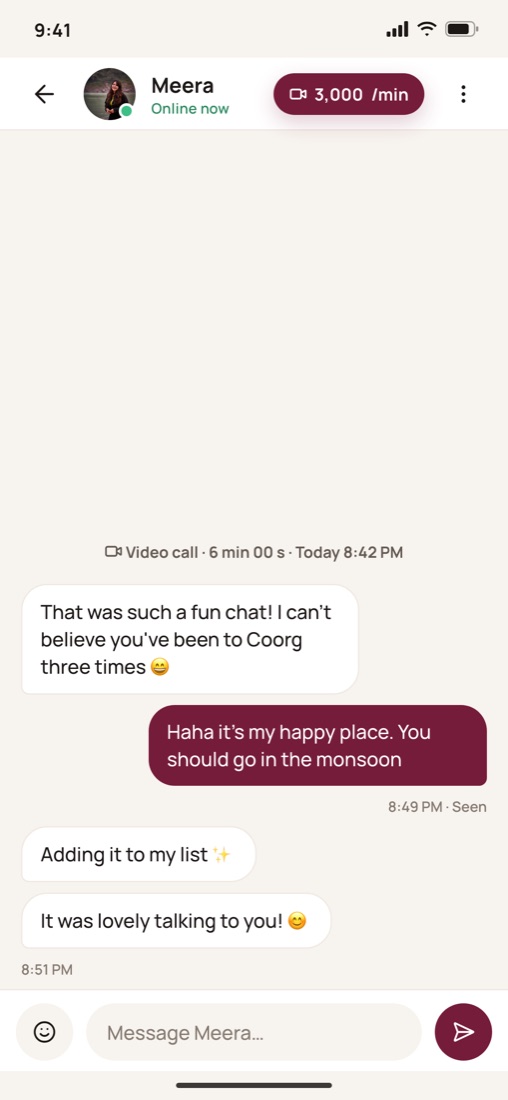 9:41
Meera
Online now
3,000 /min
Video call · 6 min 00 s · Today 8:42 PM
That was such a fun chat! I can't
believe you've been to Coorg
three times 😄
Haha it's my happy place. You
should go in the monsoon
8:49 PM · Seen
Adding it to my list ✨
It was lovely talking to you! 😊
8:51 PM
Message Meera...